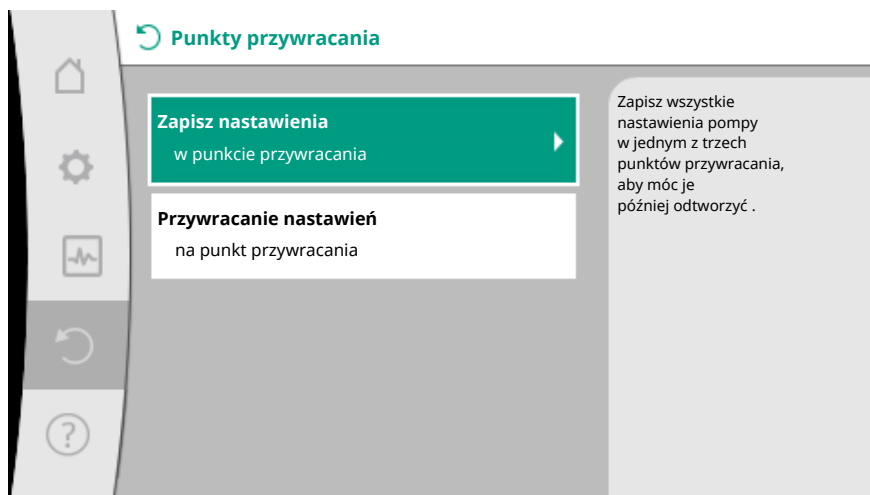 Punkty przywracania
Zapisz nastawienia
w punkcie przywracania
Przywracanie nastawień
na punkt przywracania
Zapisz wszystkie
nastawienia pompy
w jednym z trzech
punktów przywracania,
aby móc je
później odtworzyć .
?